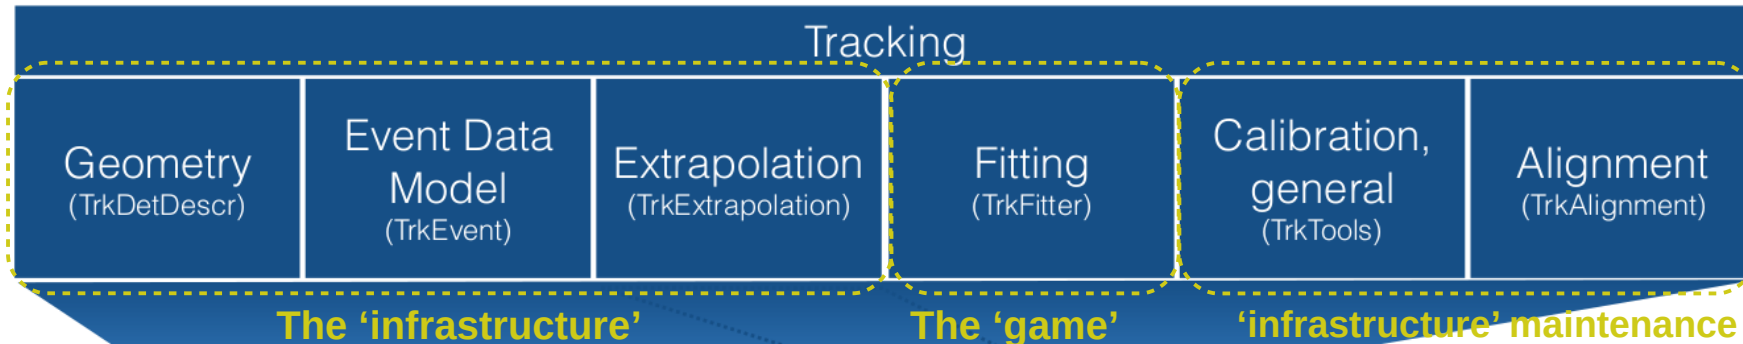 Tracking
Geometry
(TrkDetDescr)
Event Data
Model
(TrkEvent)
Extrapolation
(TrkExtrapolation)
Fitting
(TrkFitter)
Calibration,
general
(TrkTools)
Alignment
(TrkAlignment)
The ‘infrastructure’
The ‘game’
‘infrastructure’ maintenance